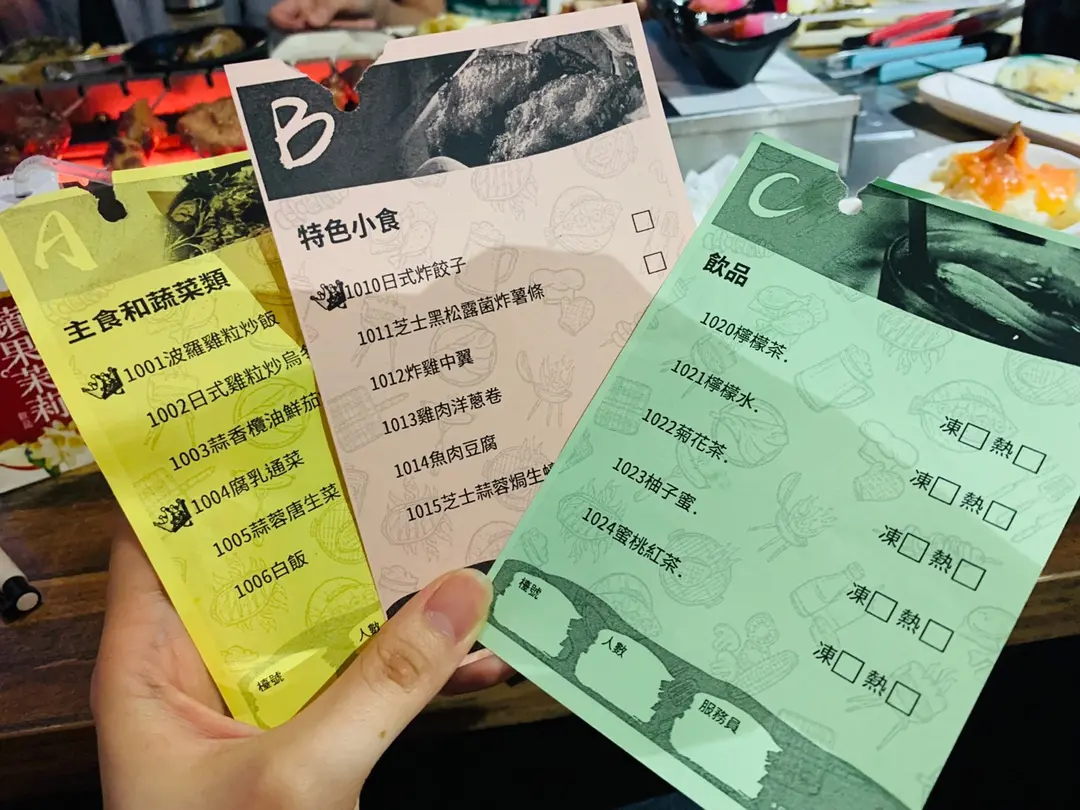 A
主食和蔬菜類
1001波羅雞粒炒飯
1002日式雞粒炒烏
1003蒜香欖油鮮茄
1004腐乳通菜
1005蒜蓉唐生菜
1006白飯
檯號
人數
B
特色小食
1010日式炸餃子
1011芝士黑松露菌炸薯條
1012炸雞中翼
1013雞肉洋蔥卷
1014魚肉豆腐
1015芝士蒜蓉焗生
C
飲品
1020檸檬茶.
凍□ 熱□
1021檸檬水.
凍□ 熱□
1022菊花茶.
凍□ 熱□
1023柚子蜜.
凍□ 熱□
1024蜜桃紅茶.
凍□ 熱□
檯號
人數
服務員
蘋果茉莉